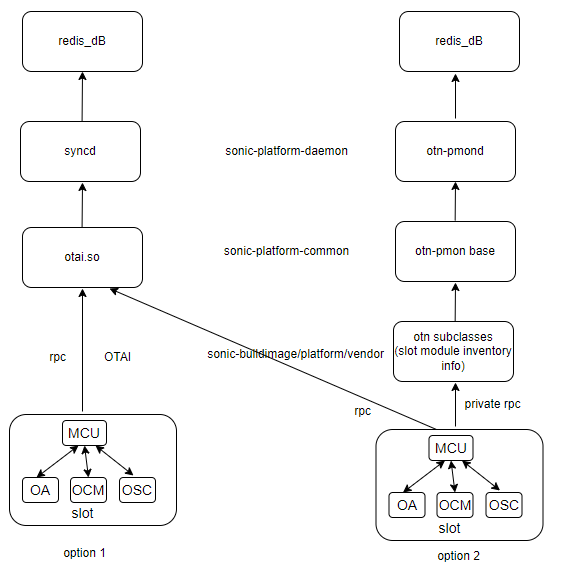 redis_dB
redis_dB
syncd
sonic-platform-daemon
otn-pmond
otai.so
sonic-platform-common
otn-pmon base
otn subclasses
(slot module inventory
info)
rpc
OTAI
sonic-buildimage/platform/vendor
rpc
private rpc
MCU
OA
OCM
OSC
slot
option 1
MCU
OA
OCM
OSC
slot
option 2